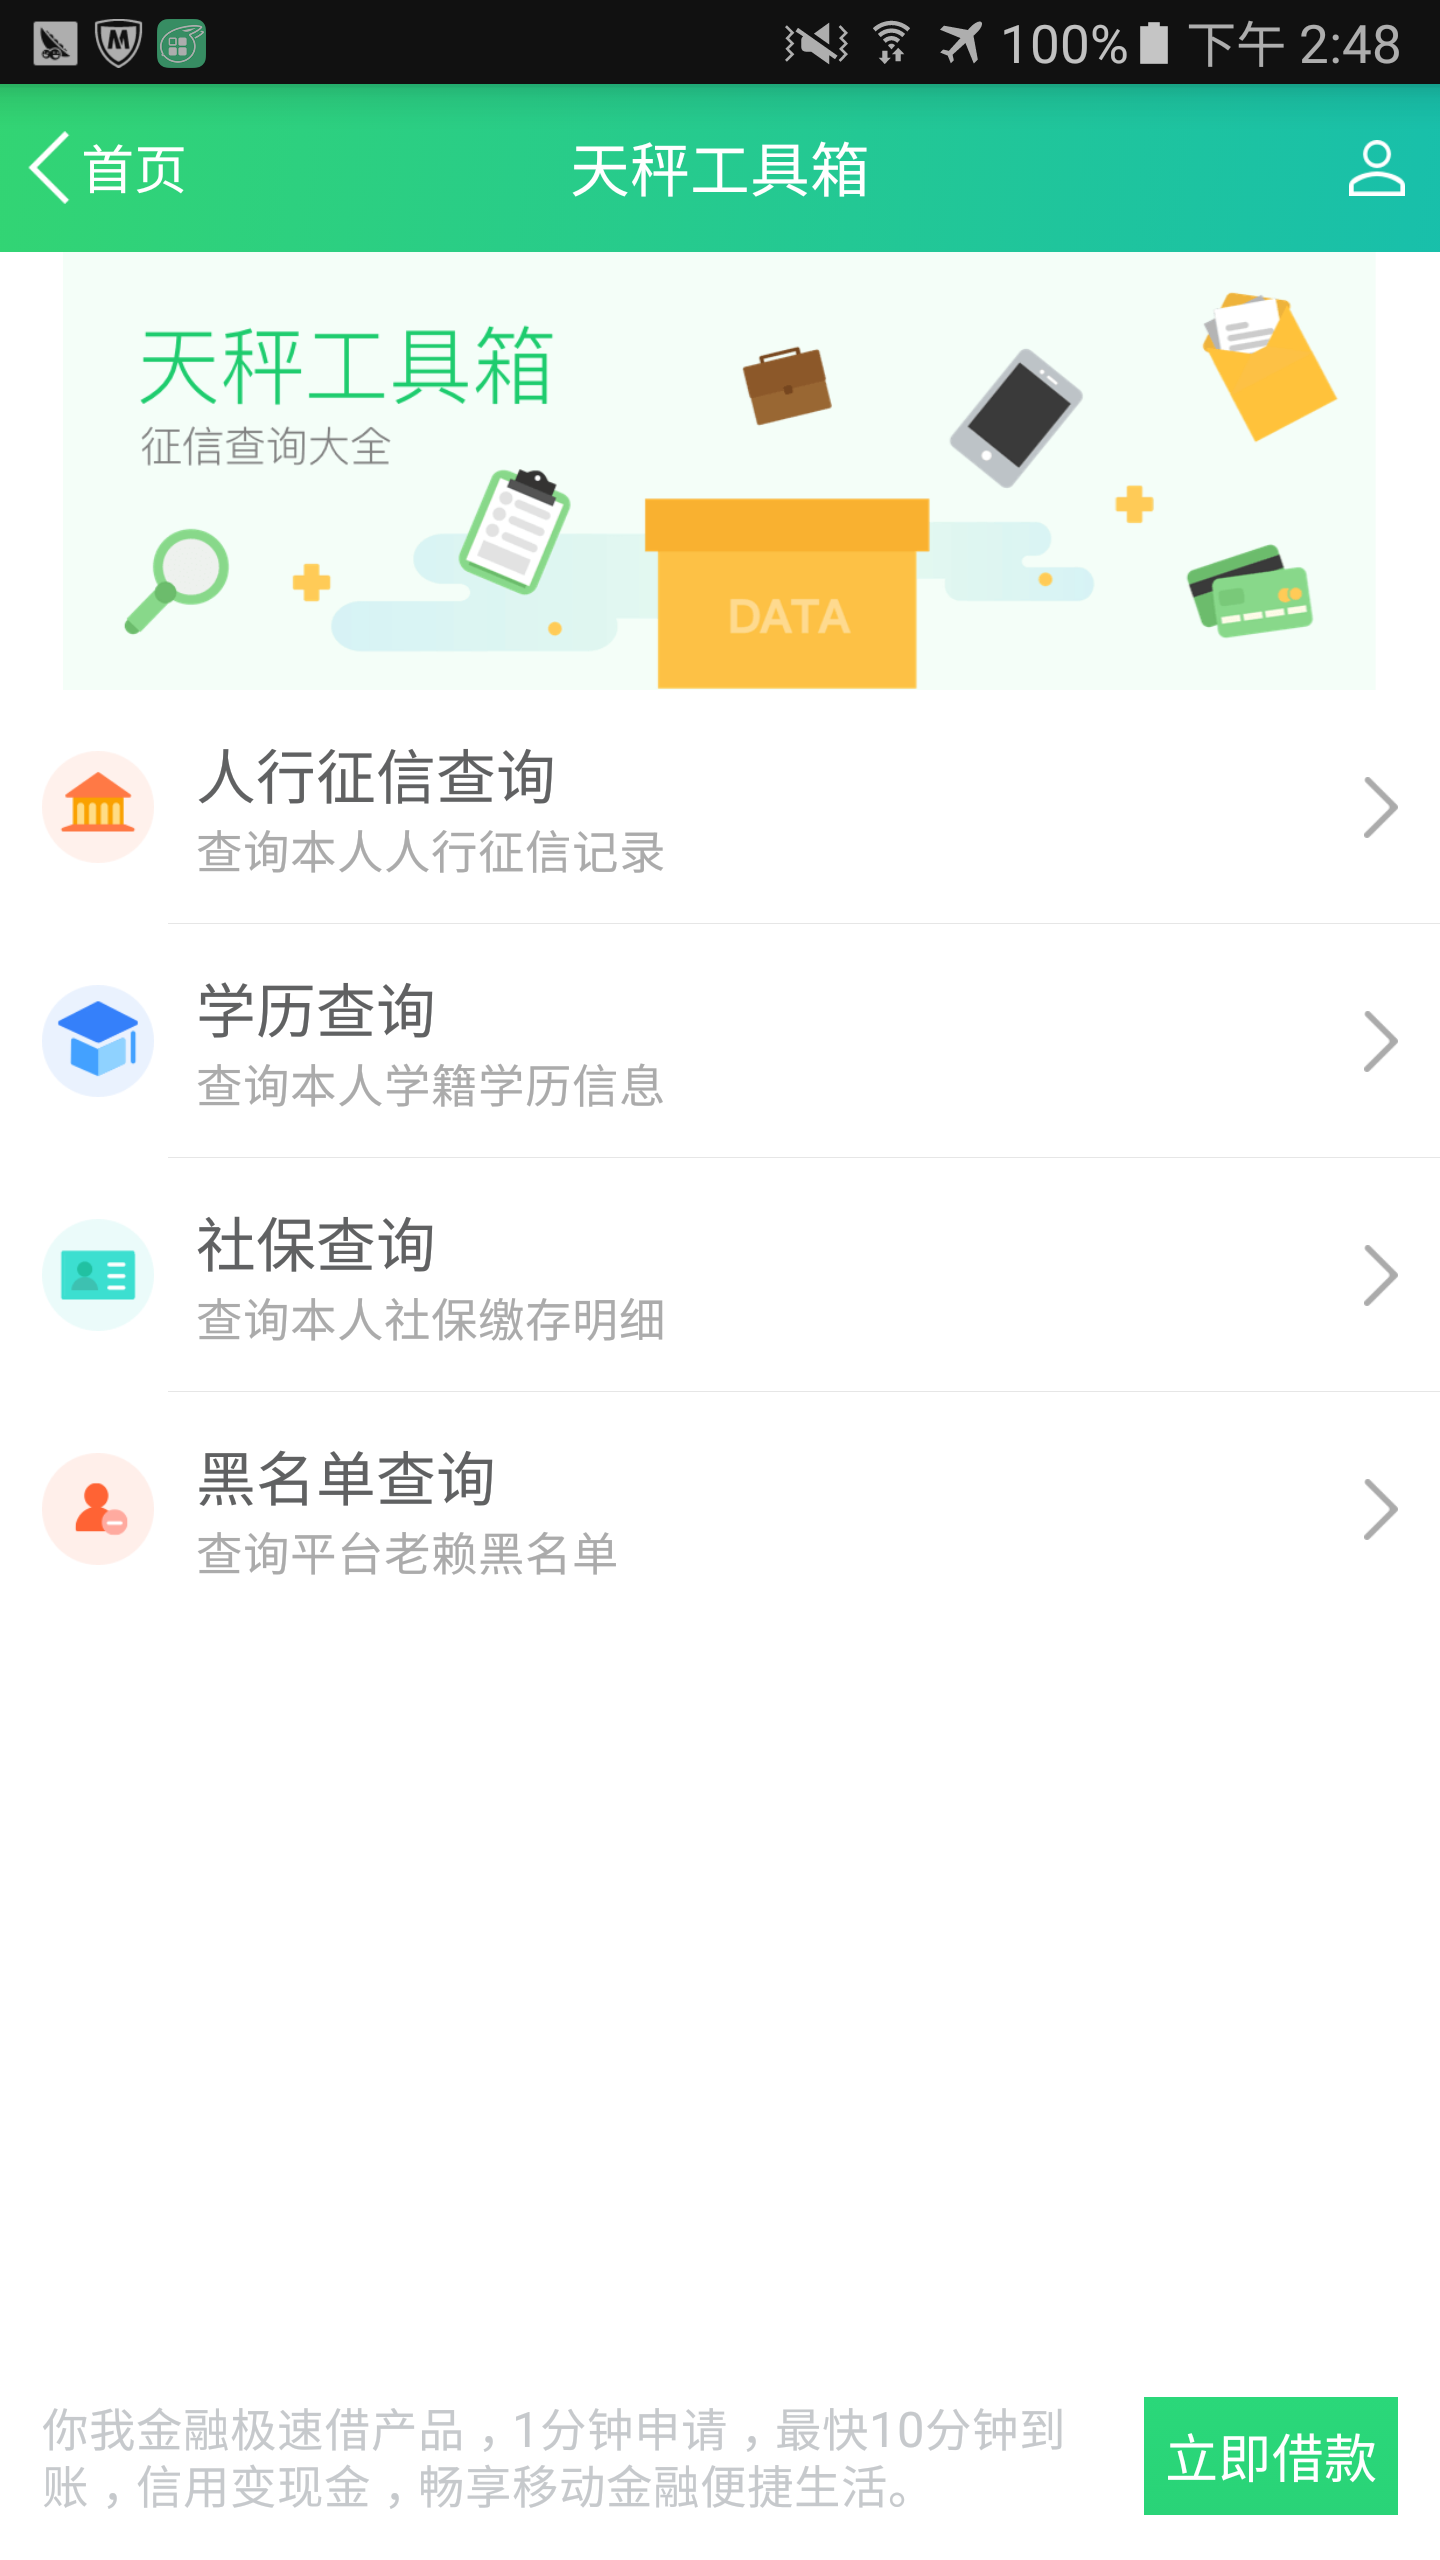 100% 下午 2:48
首页
天秤工具箱
天秤工具箱
征信查询大全
DATA
人行征信查询
查询本人人行征信记录
学历查询
查询本人学籍学历信息
社保查询
查询本人社保缴存明细
黑名单查询
查询平台老赖黑名单
你我金融极速借产品，1分钟申请，最快10分钟到
账，信用变现金，畅享移动金融便捷生活。
立即借款